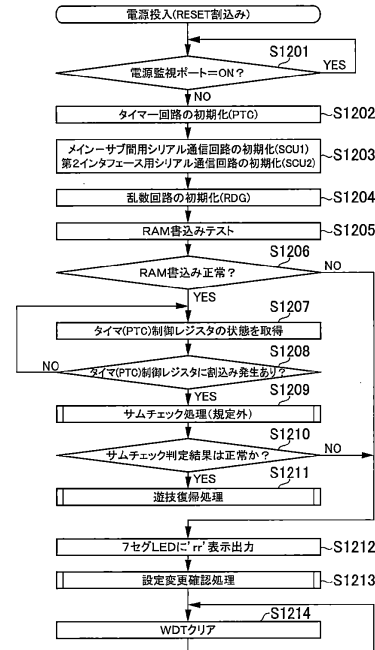 電源投入(RESET割込み)
S1201
電源監視ポート=ON?
YES
NO
タイマー回路の初期化(PTC)
S1202
メイン－サブ間用シリアル通信回路の初期化(SCU1)
第2インタフェース用シリアル通信回路の初期化(SCU2)
S1203
乱数回路の初期化(RDG)
S1204
RAM書込みテスト
S1205
S1206
RAM書込み正常?
NO
YES
S1207
タイマ(PTC)制御レジスタの状態を取得
S1208
NO
タイマ(PTC)制御レジスタに割込み発生あり?
YES
S1209
サムチェック処理(規定外)
S1210
サムチェック判定結果は正常か?
NO
YES
S1211
遊技復帰処理
7セグLEDに'rr'表示出力
S1212
設定変更確認処理
S1213
S1214
WDTクリア